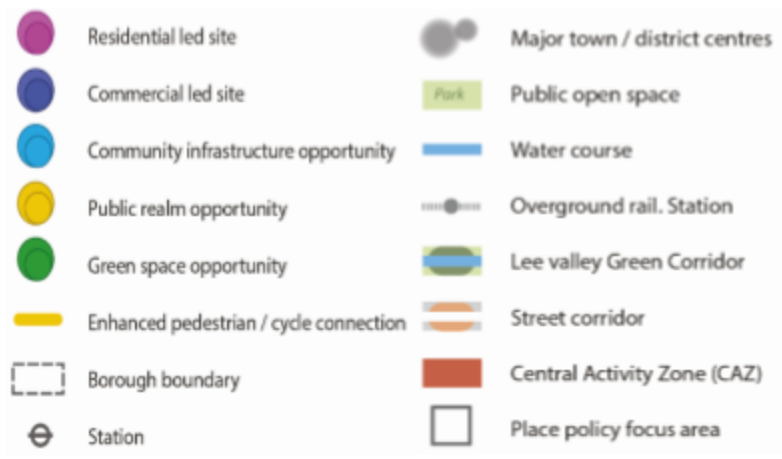 Residential led site
Commercial led site
Community infrastructure opportunity
Public realm opportunity
Green space opportunity
Enhanced pedestrian / cycle connection
Borough boundary
Station
Major town / district centres
Park
Public open space
Water course
Overground rail. Station
Lee valley Green Corridor
Street corridor
Central Activity Zone (CAZ)
Place policy focus area